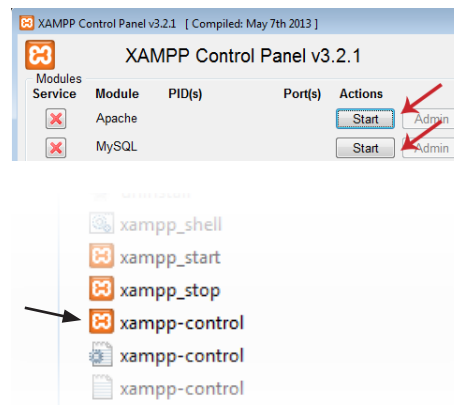 XAMPP Control Panel v3.2.1 [ Compiled: May 7th 2013 ]
XAMPP Control Panel v3.2.1
Modules
Service Module PID(s) Port(s) Actions
Apache Start Admin
MySQL Start Admin
xampp_shell
xampp_start
xampp_stop
xampp-control
xampp-control
xampp-control